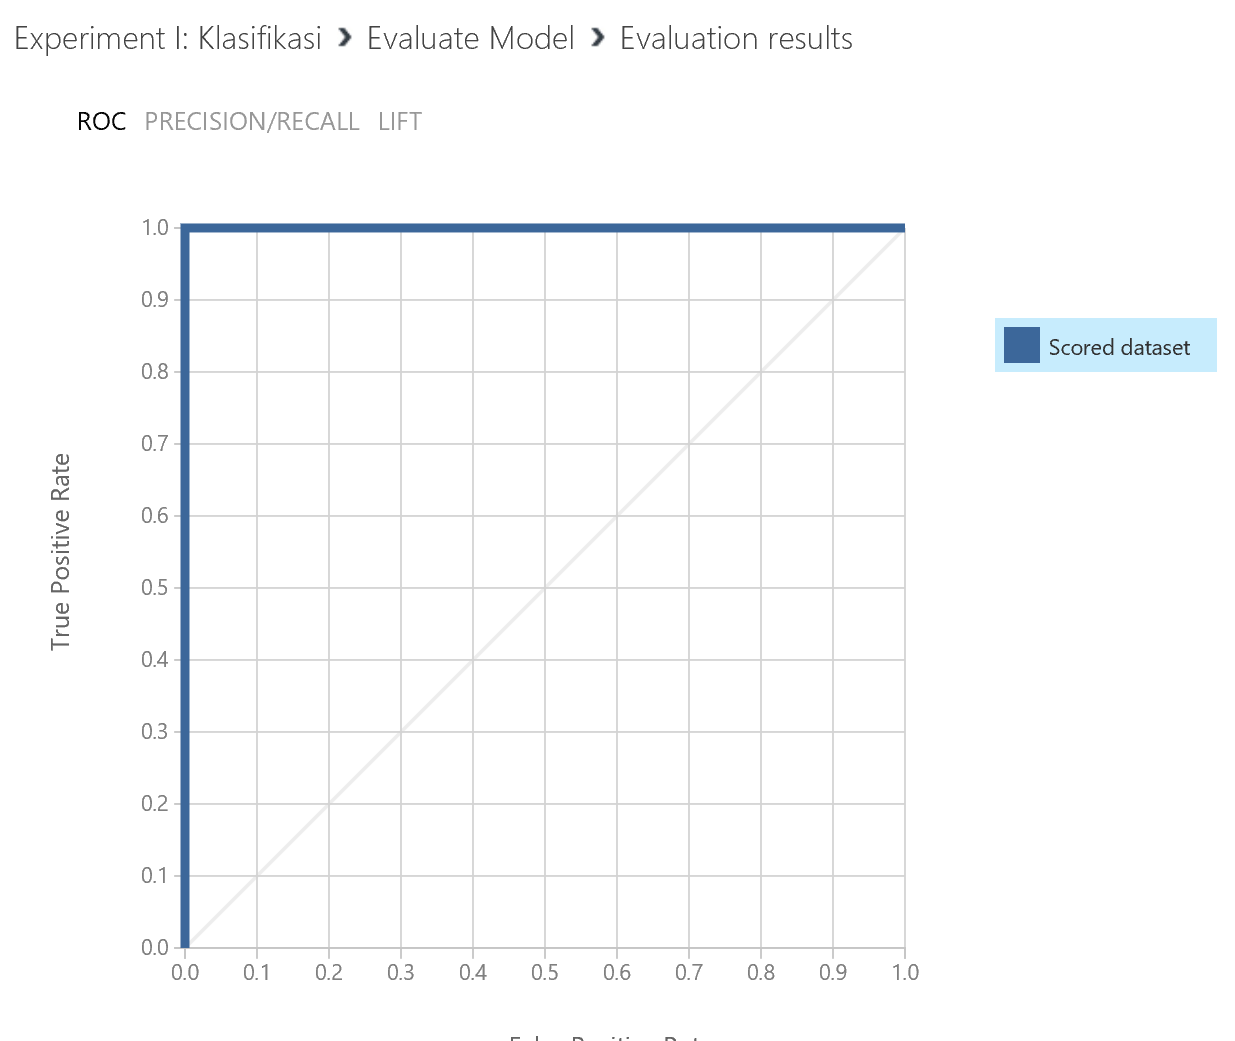 Experiment I: Klasifikasi › Evaluate Model › Evaluation results
ROC PRECISION/RECALL LIFT
1.0
0.9
0.8
0.7
0.6
0.5
0.4
0.3
0.2
0.1
0.0
True Positive Rate
0.0 0.1 0.2 0.3 0.4 0.5 0.6 0.7 0.8 0.9 1.0
False Positive Rate
Scored dataset